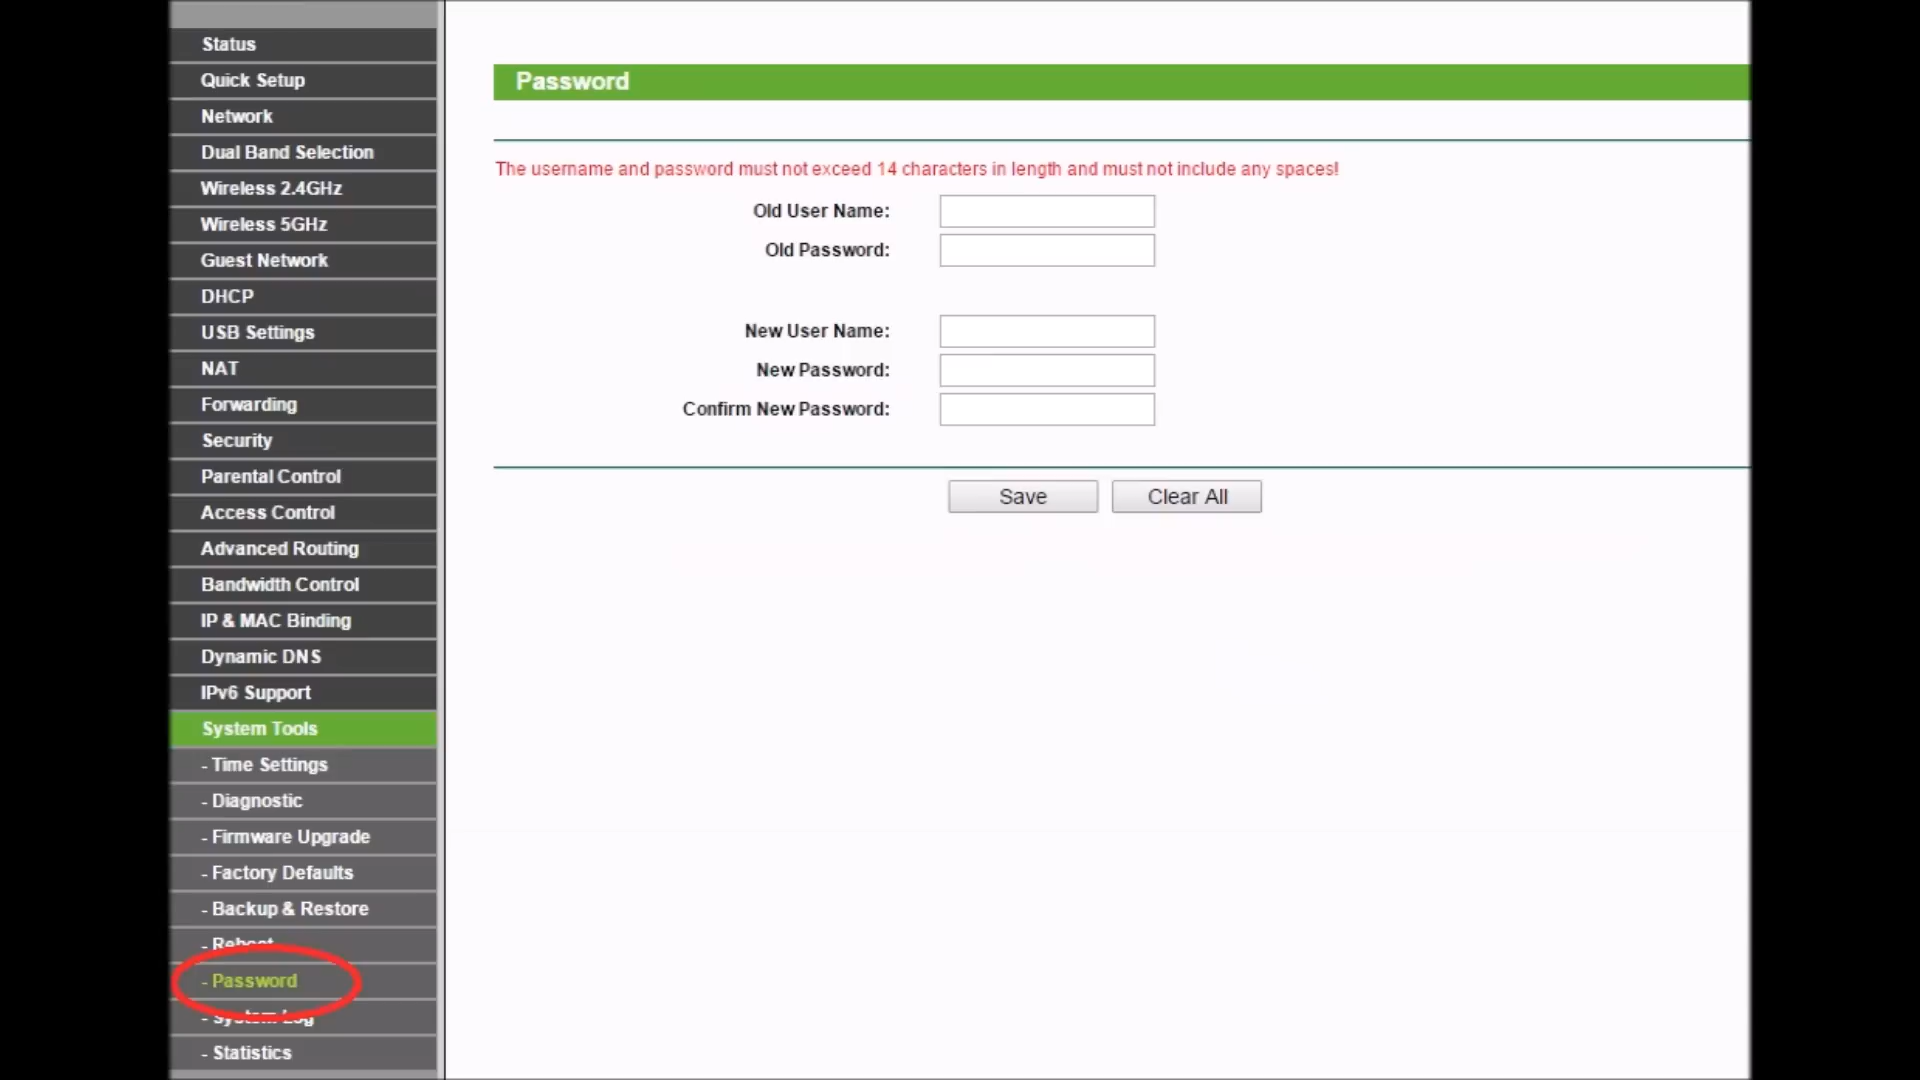 Status
Quick Setup
Network
Dual Band Selection
Wireless 2.4GHz
Wireless 5GHz
Guest Network
DHCP
USB Settings
NAT
Forwarding
Security
Parental Control
Access Control
Advanced Routing
Bandwidth Control
IP & MAC Binding
Dynamic DNS
IPv6 Support
System Tools
- Time Settings
- Diagnostic
- Firmware Upgrade
- Factory Defaults
- Backup & Restore
- Reboot
- Password
- System Log
- Statistics
Password
The username and password must not exceed 14 characters in length and must not include any spaces!
Old User Name:
Old Password:
New User Name:
New Password:
Confirm New Password:
Save Clear All